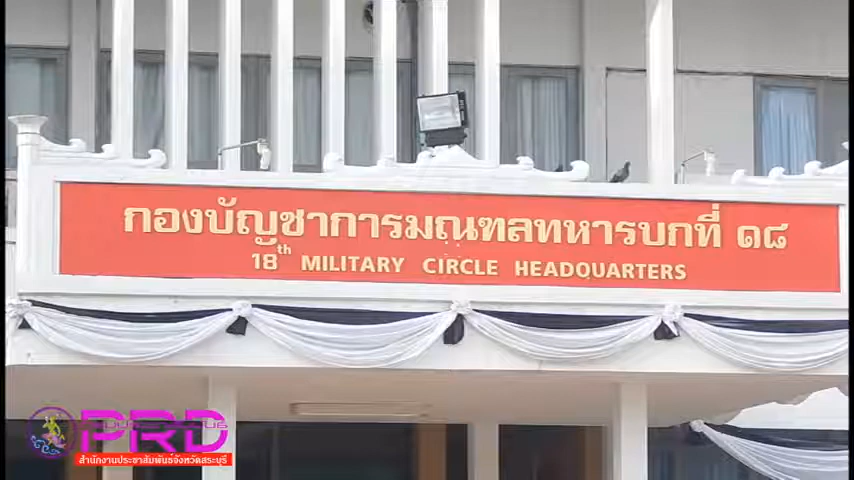 กองบัญชาการมณฑลทหารบกที่ ๑๘
18th MILITARY CIRCLE HEADQUARTERS
PRD
สำนักงานประชาสัมพันธ์จังหวัดสระบุรี